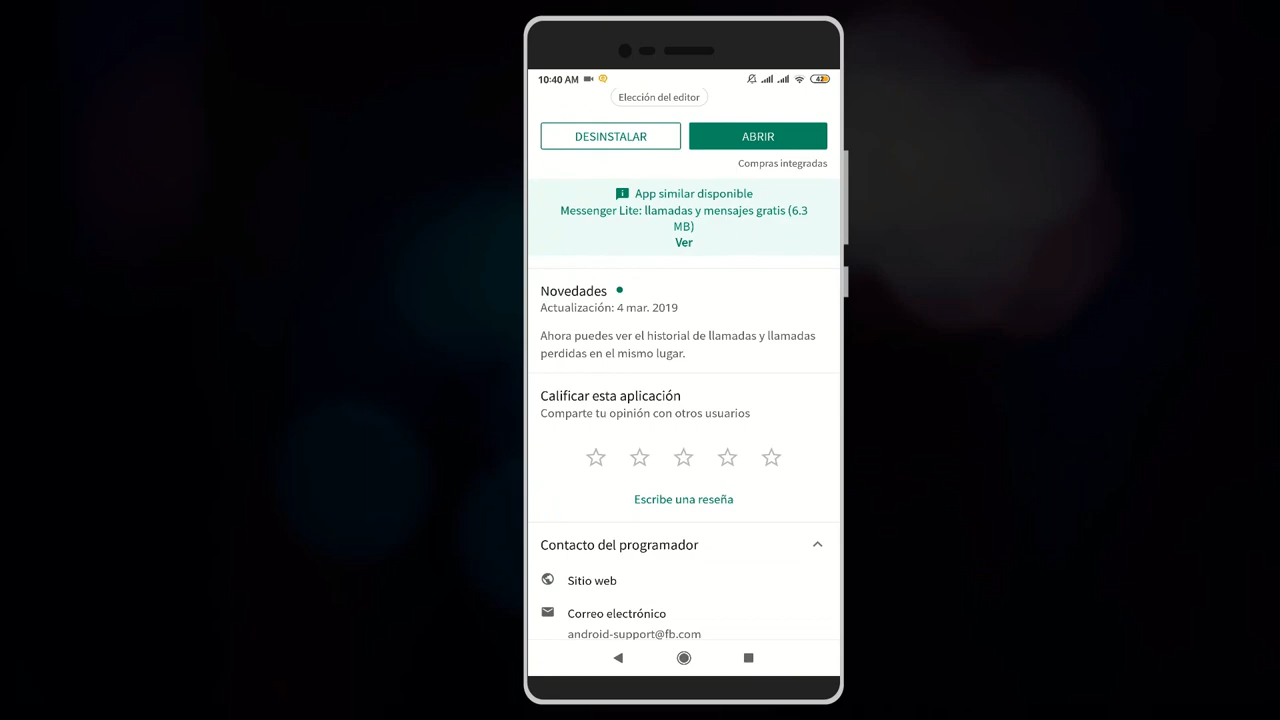 10:40 AM
42
Elección del editor
DESINSTALAR
ABRIR
Compras integradas
App similar disponible
Messenger Lite: llamadas y mensajes gratis (6.3
MB)
Ver
Novedades
Actualización: 4 mar. 2019
Ahora puedes ver el historial de llamadas y llamadas
perdidas en el mismo lugar.
Calificar esta aplicación
Comparte tu opinión con otros usuarios
Escribe una reseña
Contacto del programador
Sitio web
Correo electrónico
android-support@fb.com